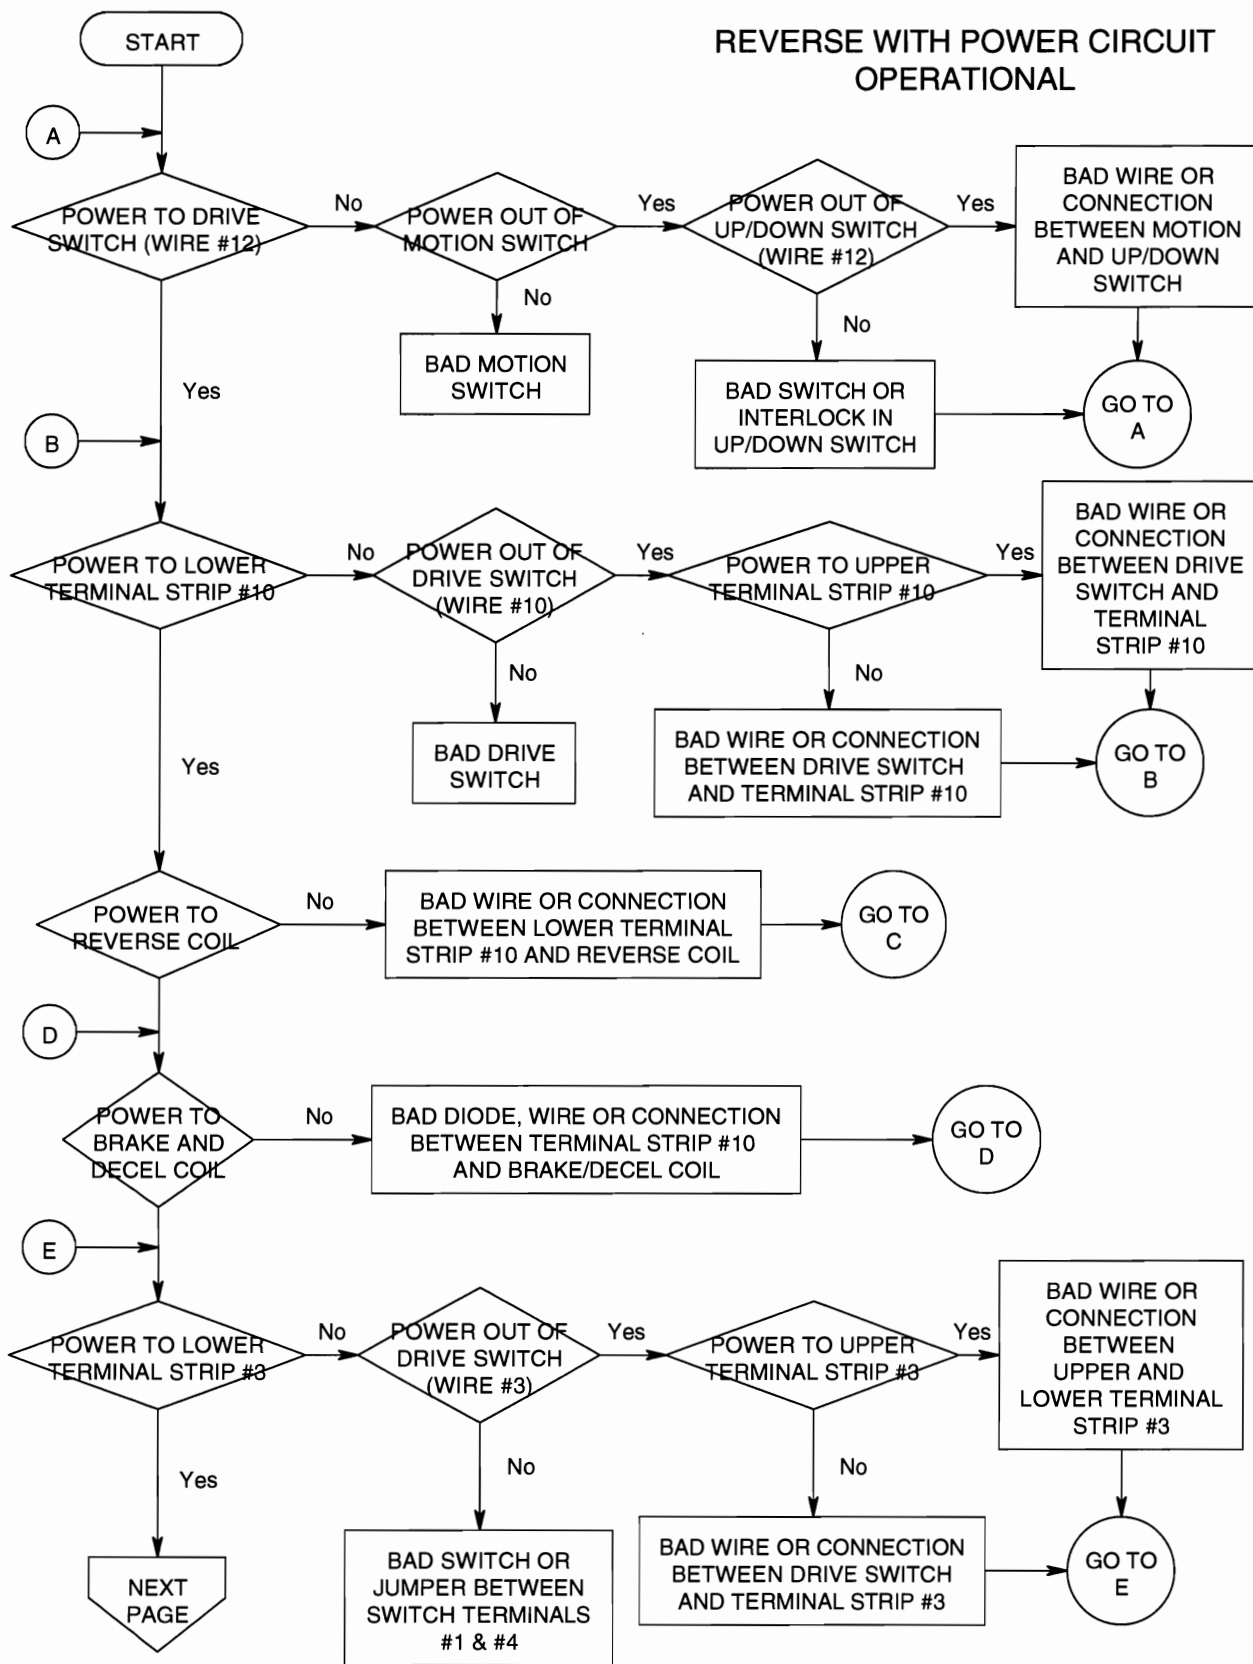 START
REVERSE WITH POWER CIRCUIT
OPERATIONAL
A
POWER TO DRIVE
SWITCH (WIRE #12)
No
POWER OUT OF
MOTION SWITCH
Yes
POWER OUT OF
UP/DOWN SWITCH
(WIRE #12)
Yes
BAD WIRE OR
CONNECTION
BETWEEN MOTION
AND UP/DOWN
SWITCH
No
No
BAD MOTION
SWITCH
Yes
BAD SWITCH OR
INTERLOCK IN
UP/DOWN SWITCH
GO TO
A
B
POWER TO LOWER
TERMINAL STRIP #10
No
POWER OUT OF
DRIVE SWITCH
(WIRE #10)
Yes
POWER TO UPPER
TERMINAL STRIP #10
Yes
BAD WIRE OR
CONNECTION
BETWEEN DRIVE
SWITCH AND
TERMINAL
STRIP #10
No
No
Yes
BAD DRIVE
SWITCH
BAD WIRE OR CONNECTION
BETWEEN DRIVE SWITCH
AND TERMINAL STRIP #10
GO TO
B
POWER TO
REVERSE COIL
No
BAD WIRE OR CONNECTION
BETWEEN LOWER TERMINAL
STRIP #10 AND REVERSE COIL
GO TO
C
D
POWER TO
BRAKE AND
DECEL COIL
No
BAD DIODE, WIRE OR CONNECTION
BETWEEN TERMINAL STRIP #10
AND BRAKE/DECEL COIL
GO TO
D
E
POWER TO LOWER
TERMINAL STRIP #3
No
POWER OUT OF
DRIVE SWITCH
(WIRE #3)
Yes
POWER TO UPPER
TERMINAL STRIP #3
Yes
BAD WIRE OR
CONNECTION
BETWEEN
UPPER AND
LOWER TERMINAL
STRIP #3
Yes
No
No
NEXT
PAGE
BAD SWITCH OR
JUMPER BETWEEN
SWITCH TERMINALS
#1 & #4
BAD WIRE OR CONNECTION
BETWEEN DRIVE SWITCH
AND TERMINAL STRIP #3
GO TO
E